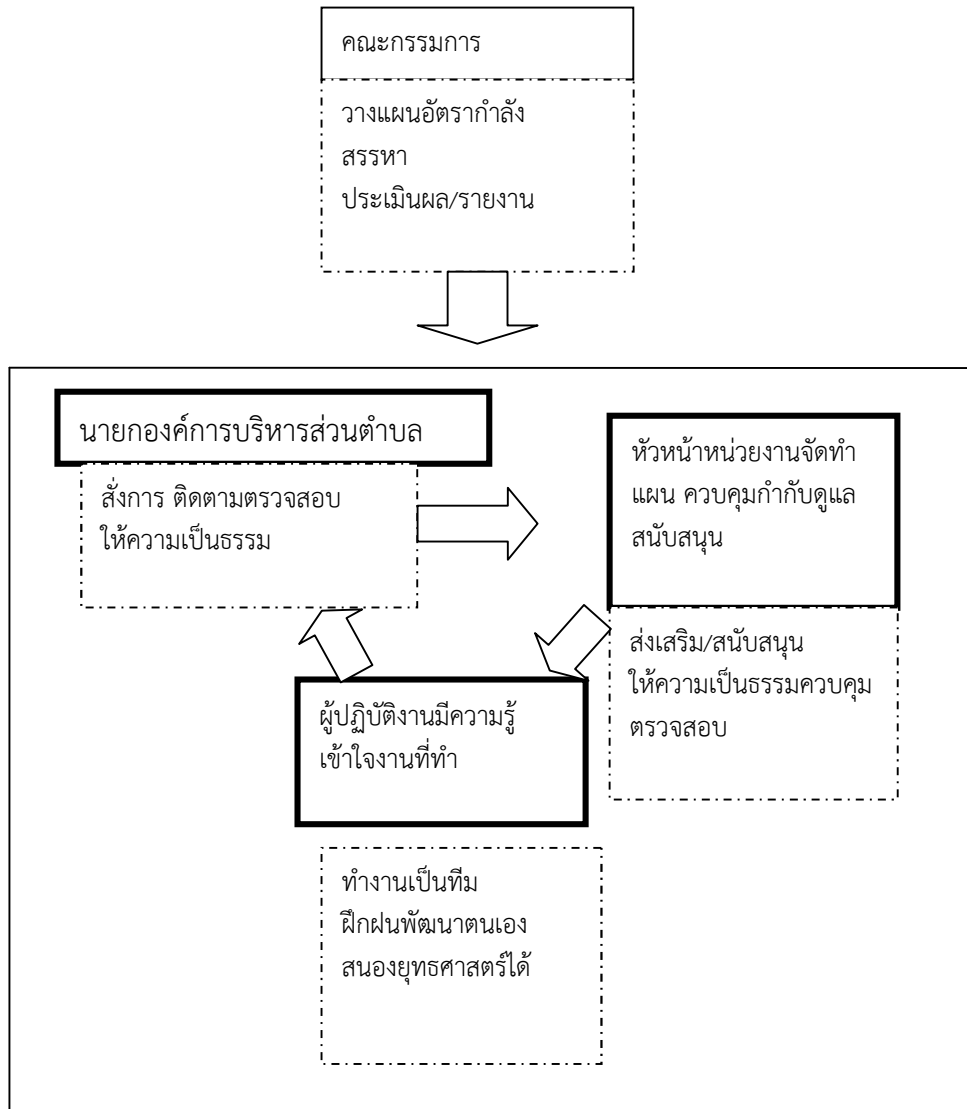 คณะกรรมการ
วางแผนอัตรากำลัง
สรรหา
ประเมินผล/รายงาน
นายกองค์การบริหารส่วนตำบล
สั่งการ ติดตามตรวจสอบ
ให้ความเป็นธรรม
หัวหน้าหน่วยงานจัดทำ
แผน ควบคุมกำกับดูแล
สนับสนุน
ส่งเสริม/สนับสนุน
ให้ความเป็นธรรมควบคุม
ตรวจสอบ
ผู้ปฏิบัติงานมีความรู้
เข้าใจงานที่ทำ
ทำงานเป็นทีม
ฝึกฝนพัฒนาตนเอง
สนองยุทธศาสตร์ได้